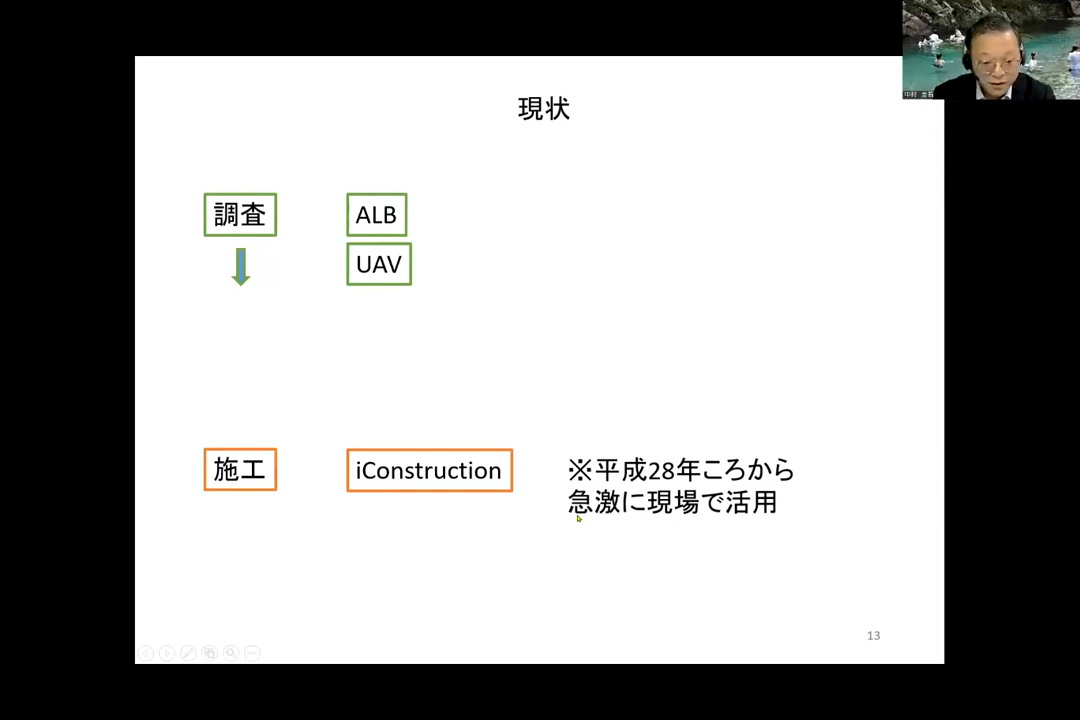 現状
調査
ALB
UAV
施工
iConstruction
※平成28年ころから
急激に現場で活用
13